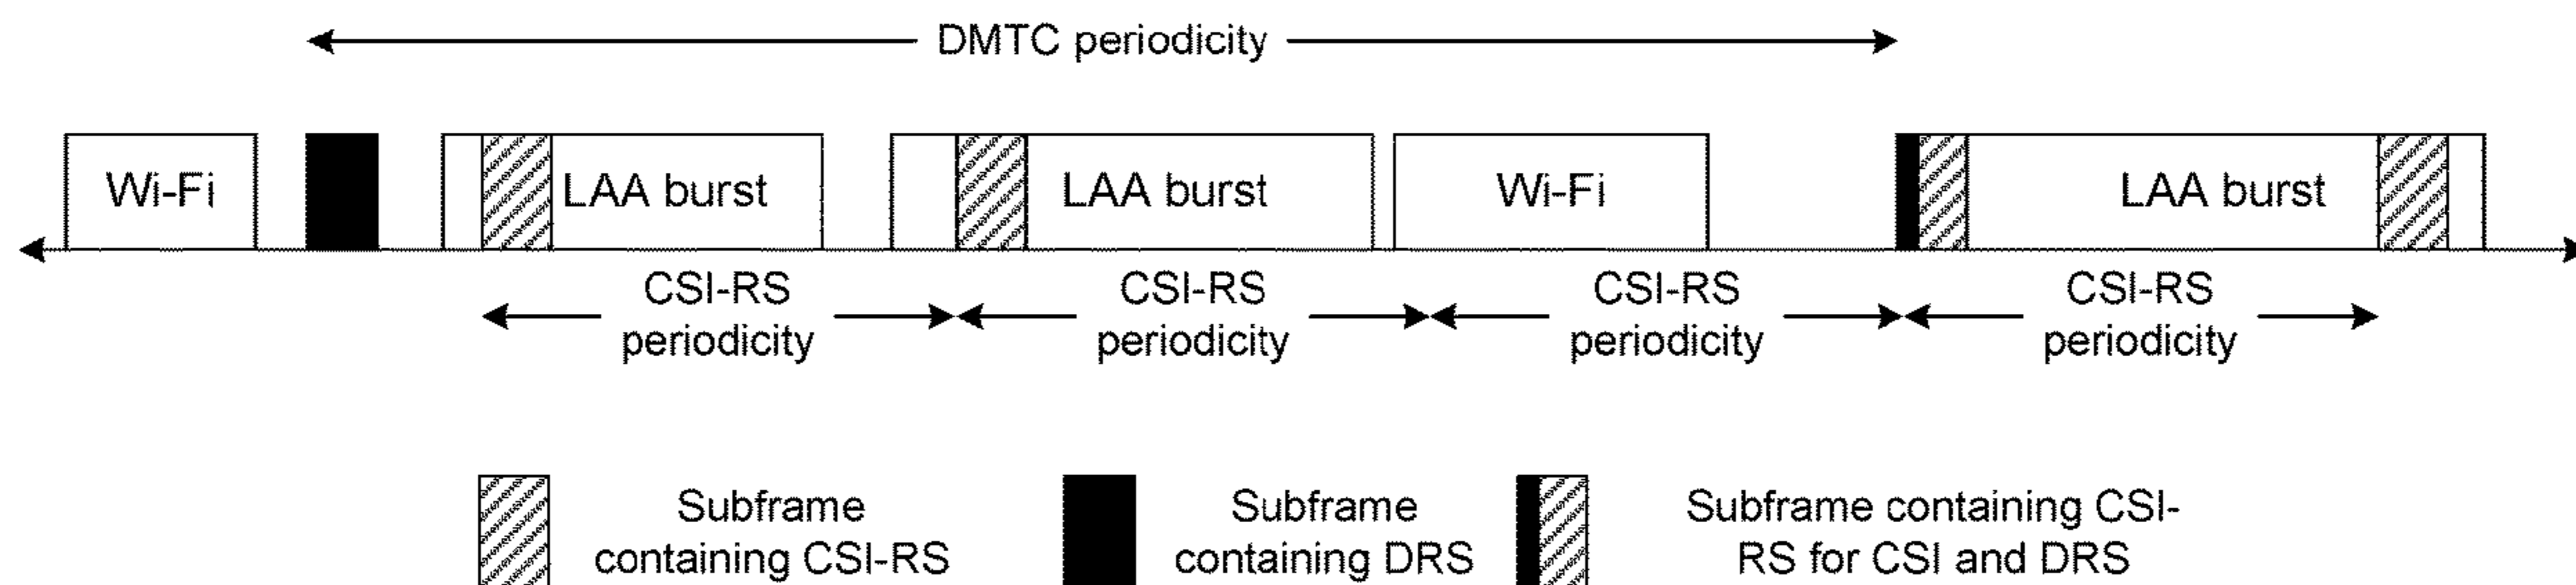 DMTC periodicity
Wi-Fi
LAA burst
LAA burst
Wi-Fi
LAA burst
CSI-RS
periodicity
CSI-RS
periodicity
CSI-RS
periodicity
CSI-RS
periodicity
Subframe
containing CSI-RS
Subframe
containing DRS
Subframe containing CSI-
RS for CSI and DRS